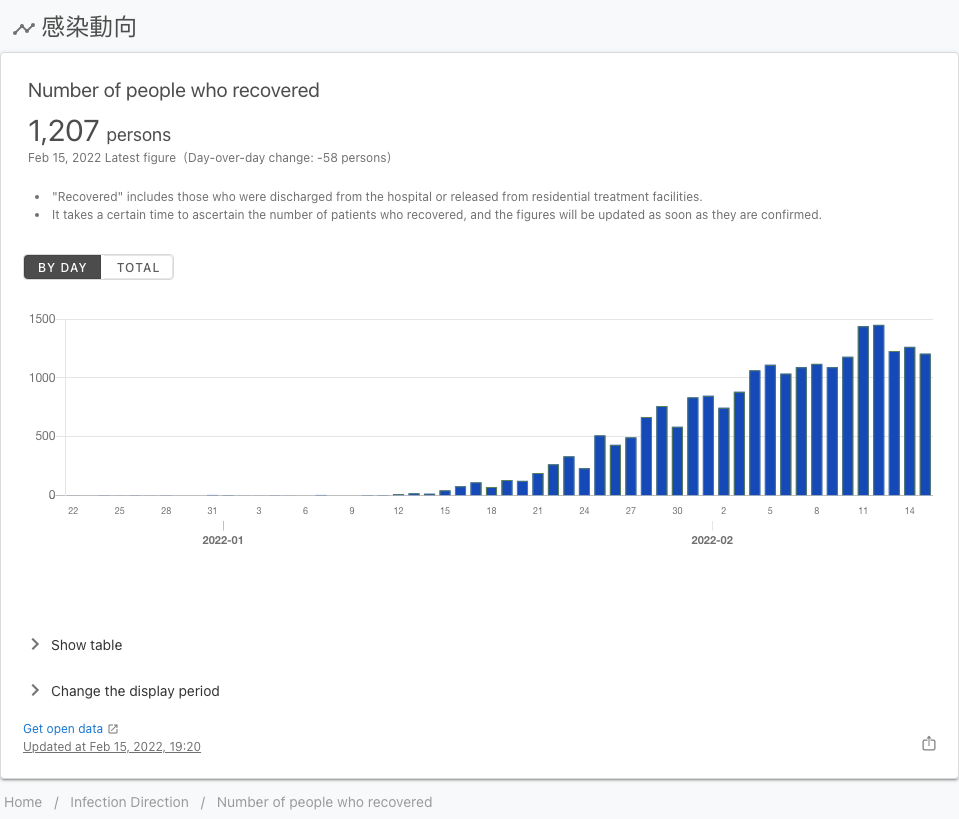 感染動向
Number of people who recovered
1,207 persons
Feb 15, 2022 Latest figure (Day-over-day change: -58 persons)
• "Recovered" includes those who were discharged from the hospital or released from residential treatment facilities.
• It takes a certain time to ascertain the number of patients who recovered, and the figures will be updated as soon as they are confirmed.
BY DAY TOTAL
1500
1000
500
0
22 25 28 31 3 6 9 12 15 18 21 24 27 30 2 5 8 11 14
2022-01 2022-02
Show table
Change the display period
Get open data
Updated at Feb 15, 2022, 19:20
Home / Infection Direction / Number of people who recovered